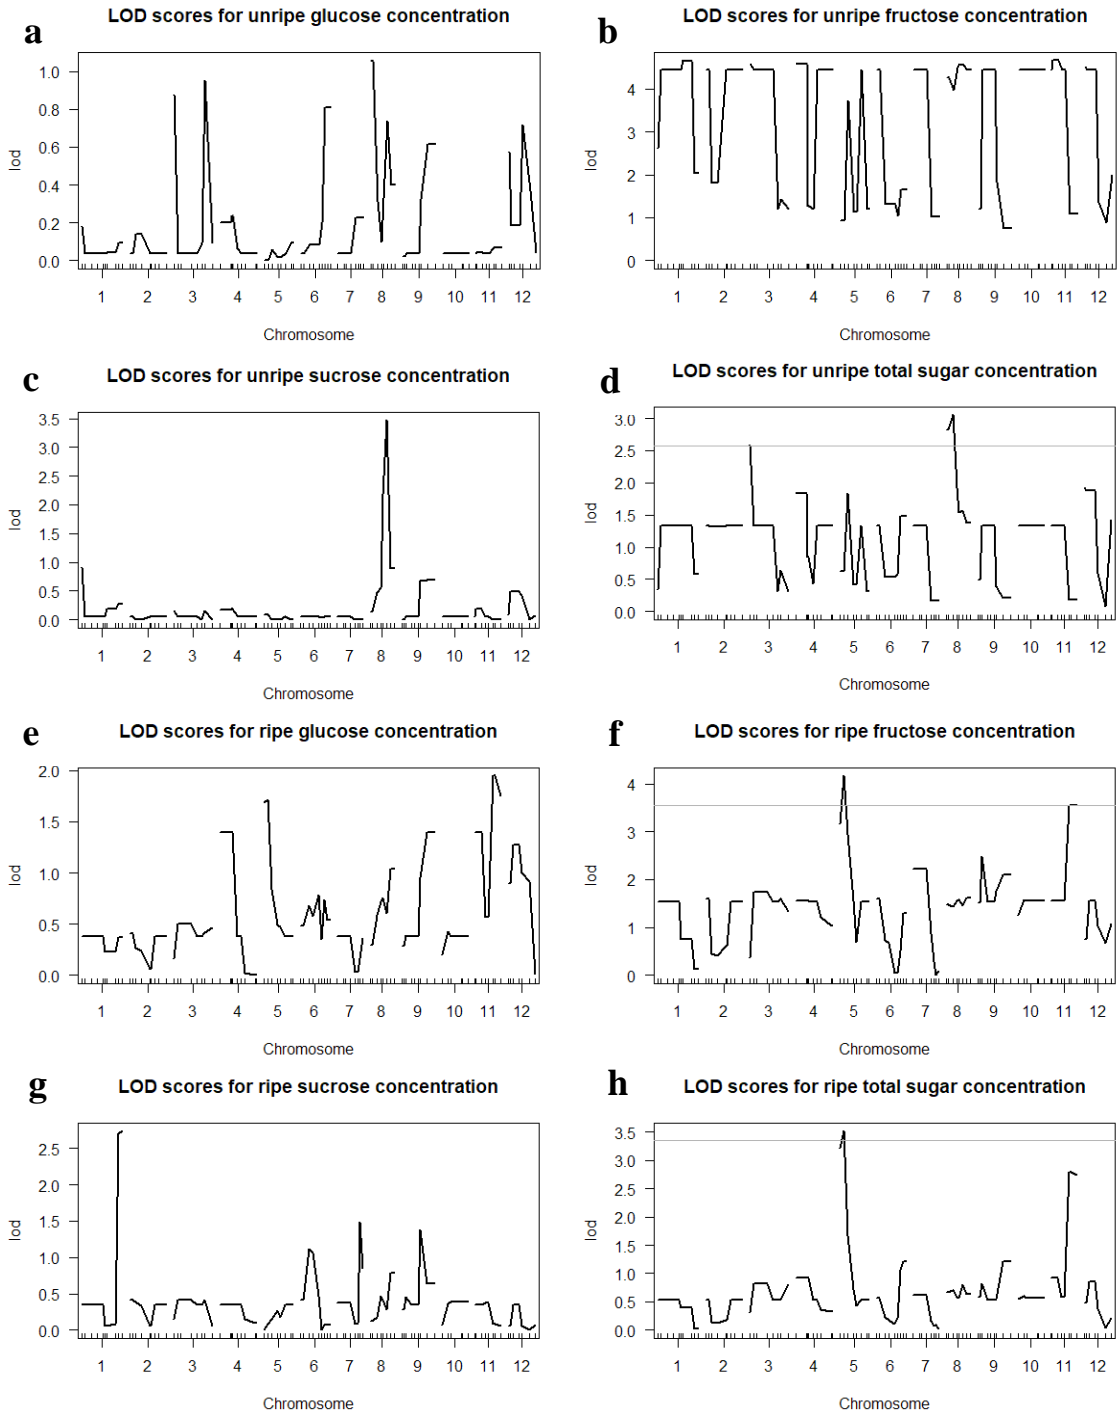 a
LOD scores for unripe glucose concentration
1.0
0.8
0.6
0.4
0.2
0.0
lod
1 2 3 4 5 6 7 8 9 10 11 12
Chromosome
b
LOD scores for unripe fructose concentration
4
3
2
1
0
lod
1 2 3 4 5 6 7 8 9 10 11 12
Chromosome
c
LOD scores for unripe sucrose concentration
3.5
3.0
2.5
2.0
1.5
1.0
0.5
0.0
lod
1 2 3 4 5 6 7 8 9 10 11 12
Chromosome
d
LOD scores for unripe total sugar concentration
3.0
2.5
2.0
1.5
1.0
0.5
0.0
lod
1 2 3 4 5 6 7 8 9 10 11 12
Chromosome
e
LOD scores for ripe glucose concentration
2.0
1.5
1.0
0.5
0.0
lod
1 2 3 4 5 6 7 8 9 10 11 12
Chromosome
f
LOD scores for ripe fructose concentration
4
3
2
1
0
lod
1 2 3 4 5 6 7 8 9 10 11 12
Chromosome
g
LOD scores for ripe sucrose concentration
2.5
2.0
1.5
1.0
0.5
0.0
lod
1 2 3 4 5 6 7 8 9 10 11 12
Chromosome
h
LOD scores for ripe total sugar concentration
3.5
3.0
2.5
2.0
1.5
1.0
0.5
0.0
lod
1 2 3 4 5 6 7 8 9 10 11 12
Chromosome